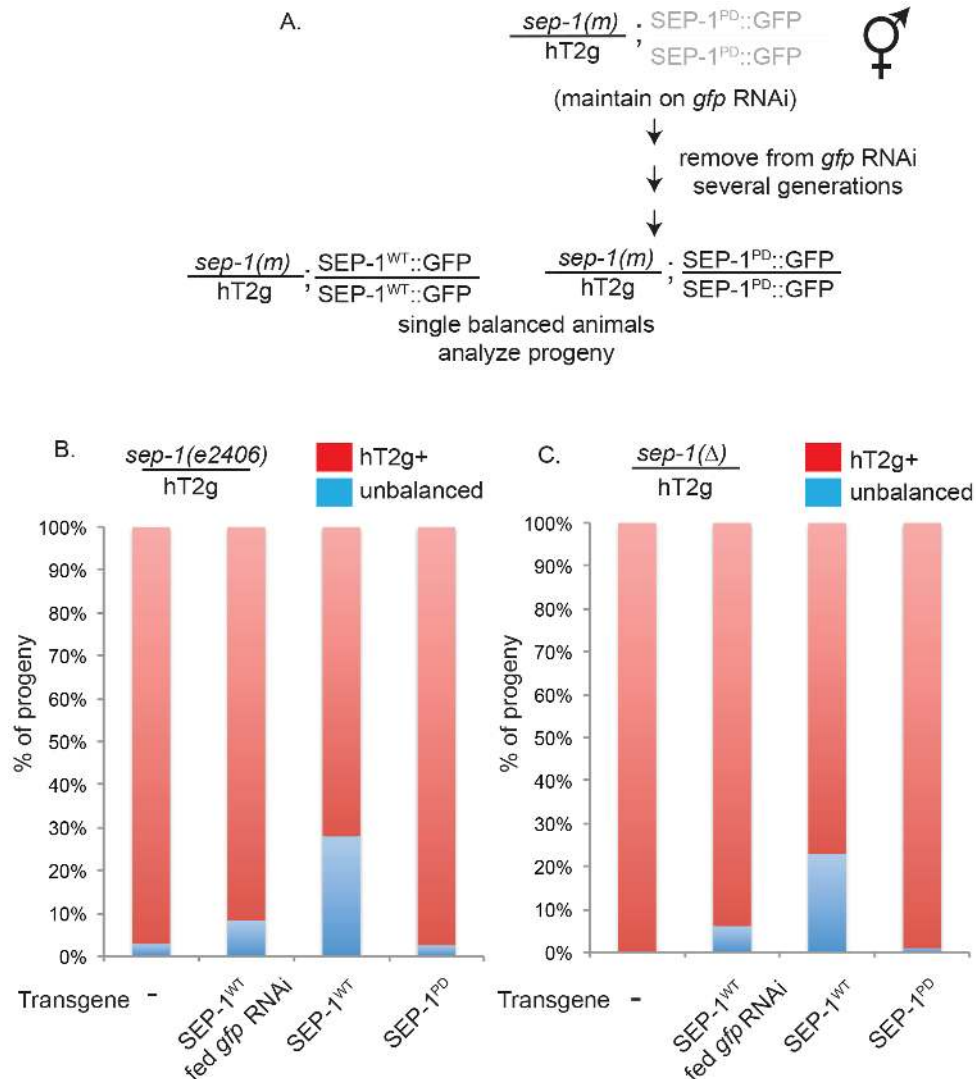 A.
sep-1(m)
hT2g
;
SEP-1ᴾᴰ::GFP
SEP-1ᴾᴰ::GFP
(maintain on gfp RNAi)
remove from gfp RNAi
several generations
sep-1(m)
hT2g
;
SEP-1ᵂᵀ::GFP
SEP-1ᵂᵀ::GFP
sep-1(m)
hT2g
;
SEP-1ᴾᴰ::GFP
SEP-1ᴾᴰ::GFP
single balanced animals
analyze progeny
B.
sep-1(e2406)
hT2g
hT2g+
unbalanced
100%
90%
80%
70%
60%
50%
40%
30%
20%
10%
0%
% of progeny
Transgene
-
SEP-1ᵂᵀ
fed gfp RNAi
SEP-1ᵂᵀ
SEP-1ᴾᴰ
C.
sep-1(Δ)
hT2g
hT2g+
unbalanced
100%
90%
80%
70%
60%
50%
40%
30%
20%
10%
0%
% of progeny
Transgene
-
SEP-1ᵂᵀ
fed gfp RNAi
SEP-1ᵂᵀ
SEP-1ᴾᴰ